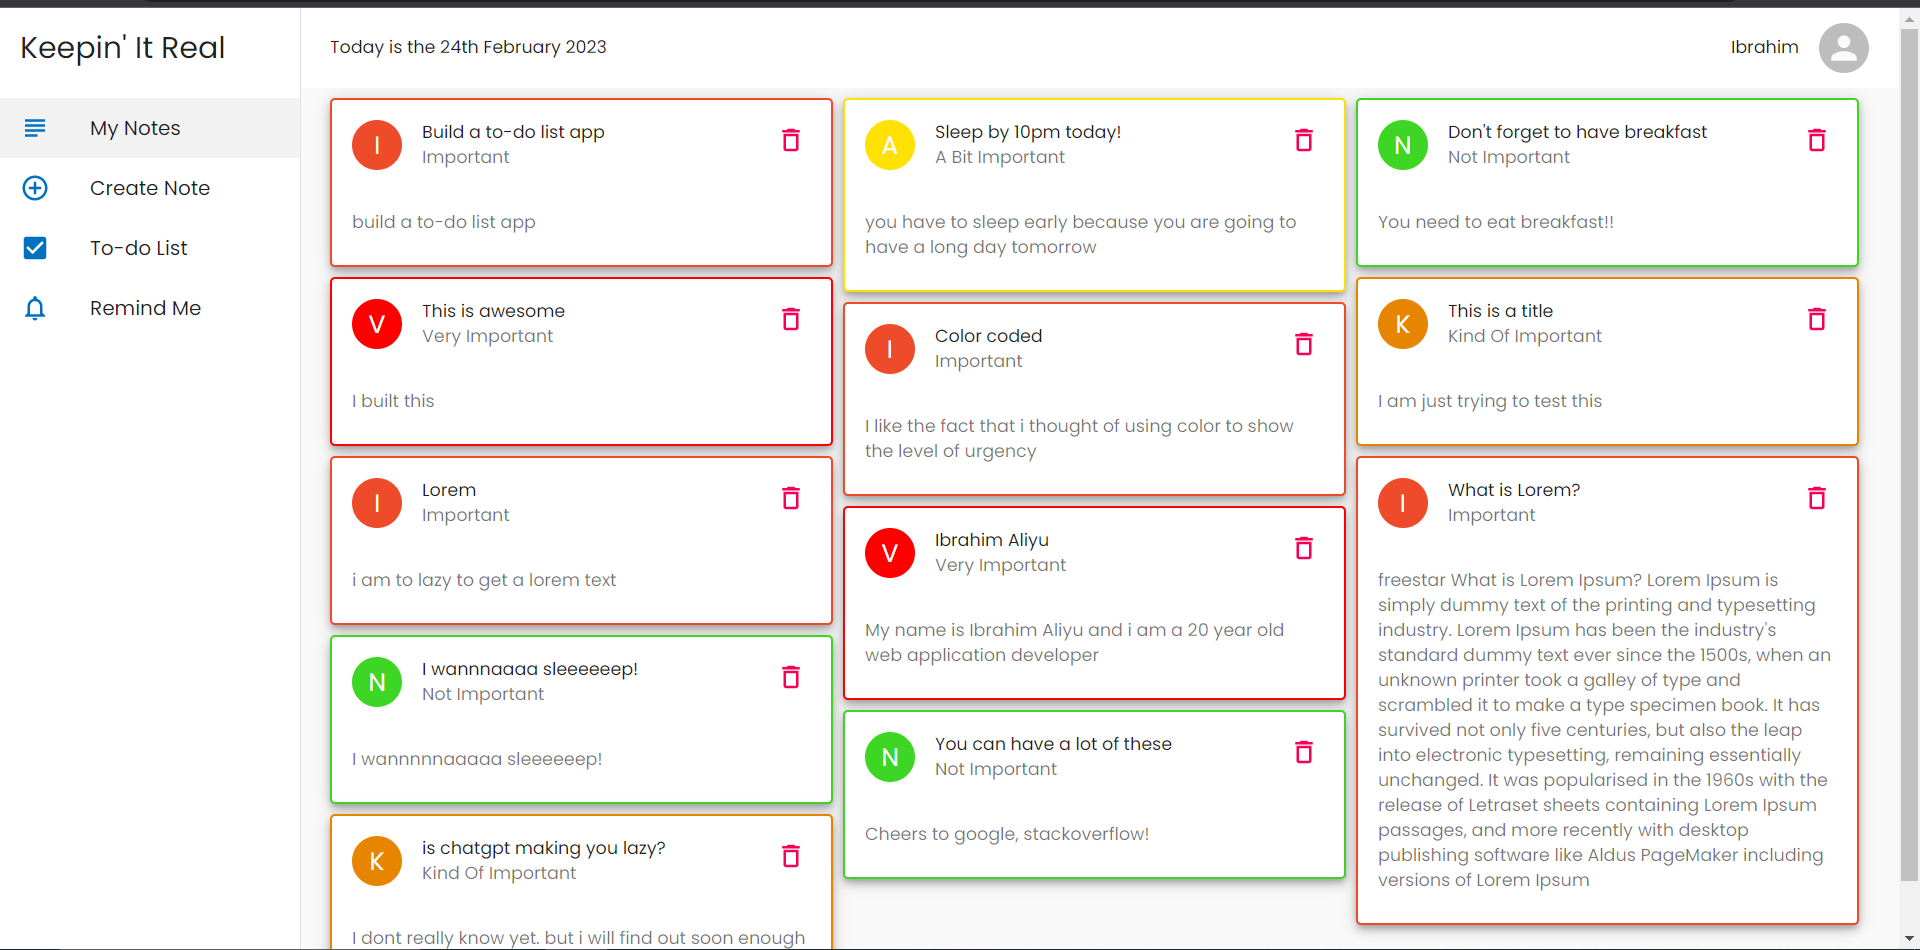 Keepin' It Real
My Notes
Create Note
To-do List
Remind Me
Today is the 24th February 2023
Ibrahim
I
Build a to-do list app
Important
build a to-do list app
V
This is awesome
Very Important
I built this
I
Lorem
Important
i am to lazy to get a lorem text
N
I wannnaaaa sleeeeeep!
Not Important
I wannnnnaaaaa sleeeeeep!
K
is chatgpt making you lazy?
Kind Of Important
I dont really know yet. but i will find out soon enough
A
Sleep by 10pm today!
A Bit Important
you have to sleep early because you are going to
have a long day tomorrow
I
Color coded
Important
I like the fact that i thought of using color to show
the level of urgency
V
Ibrahim Aliyu
Very Important
My name is Ibrahim Aliyu and i am a 20 year old
web application developer
N
You can have a lot of these
Not Important
Cheers to google, stackoverflow!
N
Don't forget to have breakfast
Not Important
You need to eat breakfast!!
K
This is a title
Kind Of Important
I am just trying to test this
I
What is Lorem?
Important
freestar What is Lorem Ipsum? Lorem Ipsum is
simply dummy text of the printing and typesetting
industry. Lorem Ipsum has been the industry's
standard dummy text ever since the 1500s, when an
unknown printer took a galley of type and
scrambled it to make a type specimen book. It has
survived not only five centuries, but also the leap
into electronic typesetting, remaining essentially
unchanged. It was popularised in the 1960s with the
release of Letraset sheets containing Lorem Ipsum
passages, and more recently with desktop
publishing software like Aldus PageMaker including
versions of Lorem Ipsum